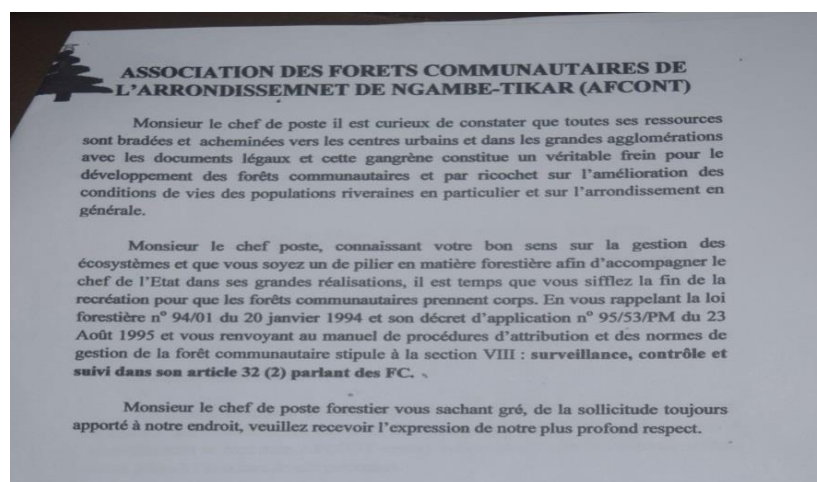 ASSOCIATION DES FORETS COMMUNAUTAIRES DE
L'ARRONDISSEMNET DE NGAMBE-TIKAR (AFCONT)
Monsieur le chef de poste il est curieux de constater que toutes ses ressources
sont bradées et acheminées vers les centres urbains et dans les grandes agglomérations
avec les documents légaux et cette gangrène constitue un véritable frein pour le
développement des forêts communautaires et par ricochet sur l'amélioration des
conditions de vies des populations riveraines en particulier et sur l'arrondissement en
générale.
Monsieur le chef poste, connaissant votre bon sens sur la gestion des
écosystèmes et que vous soyez un de pilier en matière forestière afin d'accompagner le
chef de l'Etat dans ses grandes réalisations, il est temps que vous sifflez la fin de la
recréation pour que les forêts communautaires prennent corps. En vous rappelant la loi
forestière n° 94/01 du 20 janvier 1994 et son décret d'application n° 95/53/PM du 23
Août 1995 et vous renvoyant au manuel de procédures d'attribution et des normes de
gestion de la forêt communautaire stipule à la section VIII : surveillance, contrôle et
suivi dans son article 32 (2) parlant des FC.
Monsieur le chef de poste forestier vous sachant gré, de la sollicitude toujours
apporté à notre endroit, veuillez recevoir l'expression de notre plus profond respect.